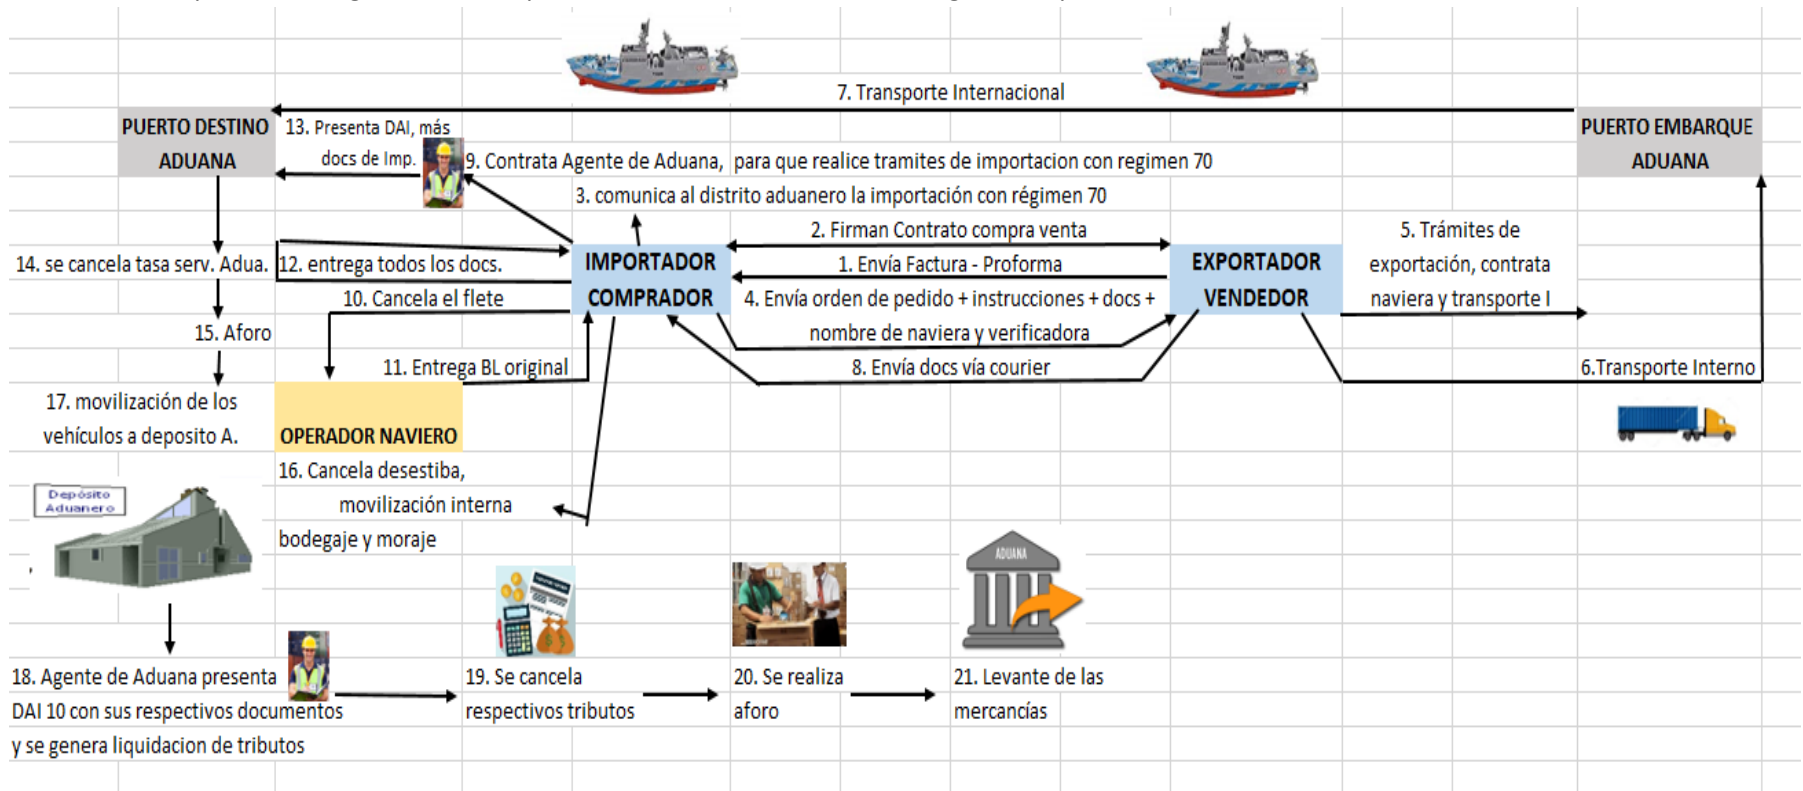 7. Transporte Internacional
PUERTO DESTINO
ADUANA
13. Presenta DAI, más
docs de Imp.
PUERTO EMBARQUE
ADUANA
9. Contrata Agente de Aduana, para que realice tramites de importacion con regimen 70
3. comunica al distrito aduanero la importación con régimen 70
2. Firman Contrato compra venta
5. Trámites de
exportación, contrata
naviera y transporte I
14. se cancela tasa serv. Adua.
12. entrega todos los docs.
IMPORTADOR
COMPRADOR
1. Envía Factura - Proforma
EXPORTADOR
VENDEDOR
10. Cancela el flete
4. Envía orden de pedido + instrucciones + docs +
nombre de naviera y verificadora
15. Aforo
11. Entrega BL original
8. Envía docs vía courier
6.Transporte Interno
17. movilización de los
vehículos a deposito A.
OPERADOR NAVIERO
16. Cancela desestiba,
movilización interna
bodegaje y moraje
Depósito
Aduanero
,
ADUANA
18. Agente de Aduana presenta
DAI 10 con sus respectivos documentos
y se genera liquidacion de tributos
19. Se cancela
respectivos tributos
20. Se realiza
aforo
21. Levante de las
mercancías